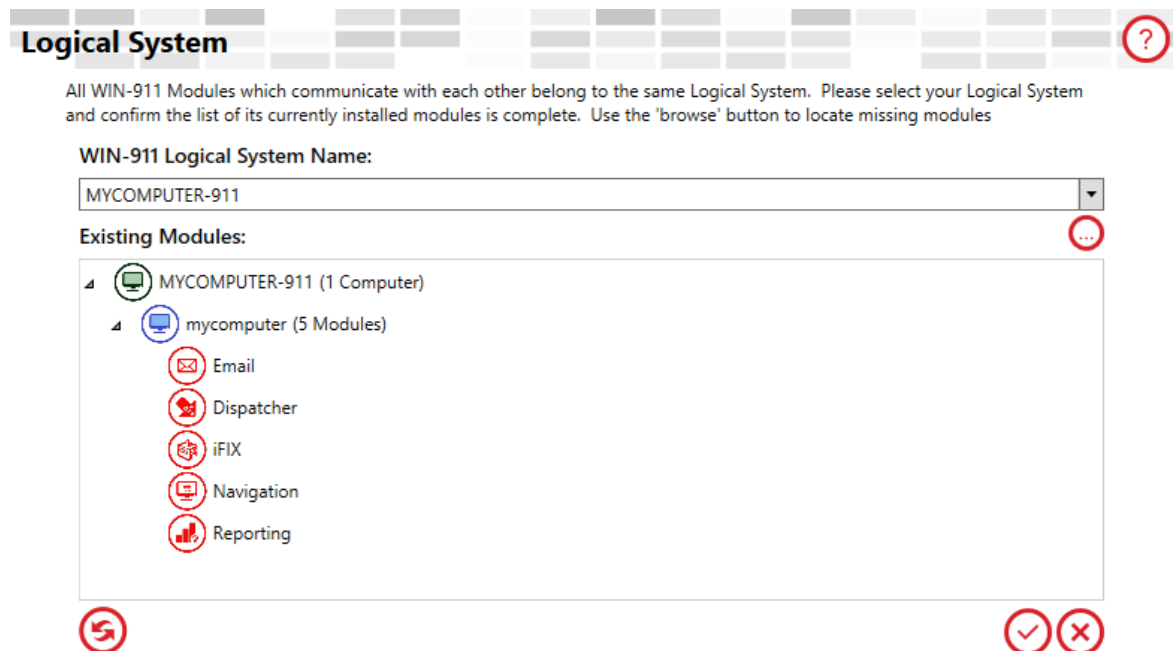 Logical System
?
All WIN-911 Modules which communicate with each other belong to the same Logical System.  Please select your Logical System
and confirm the list of its currently installed modules is complete.  Use the 'browse' button to locate missing modules
WIN-911 Logical System Name:
MYCOMPUTER-911
Existing Modules:
...
MYCOMPUTER-911 (1 Computer)
mycomputer (5 Modules)
Email
Dispatcher
iFIX
Navigation
Reporting